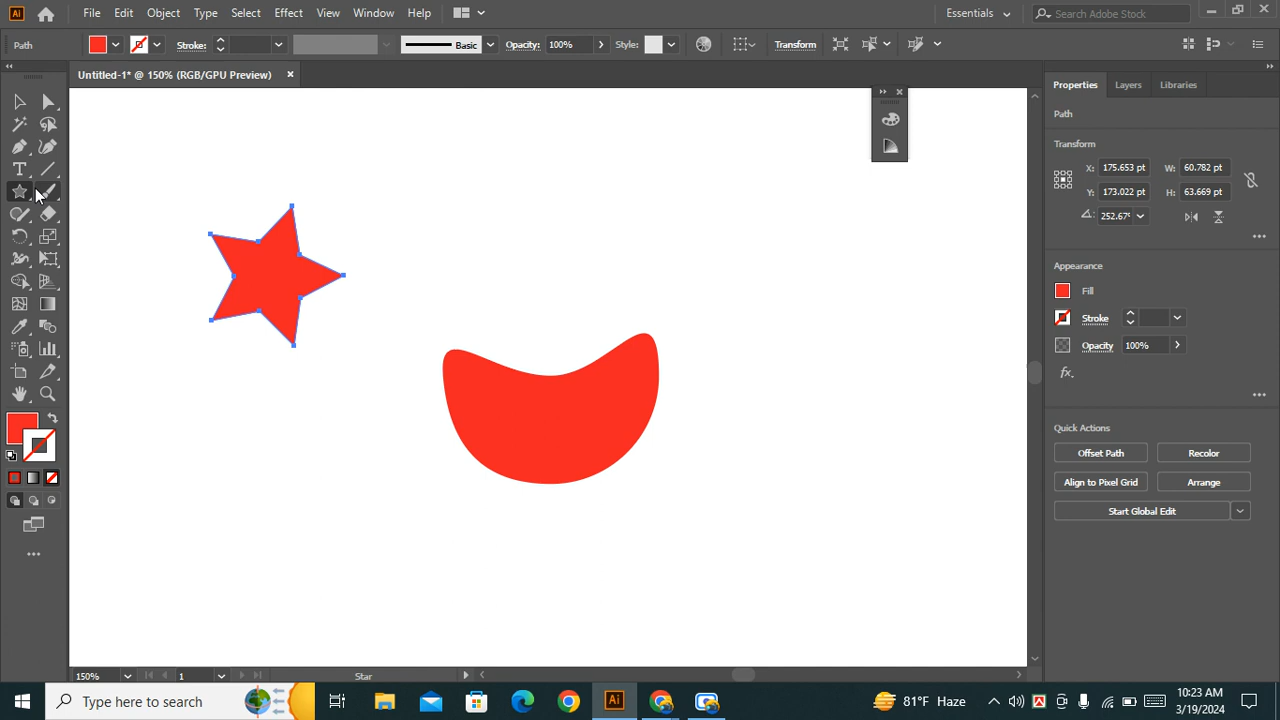 Ai File Edit Object Type Select Effect View Window Help Essentials Search Adobe Stock
Path Stroke: Basic Opacity: 100% Style: Transform
Untitled-1* @ 150% (RGB/GPU Preview)
Properties Layers Libraries
Path
Transform
X: 175.653 pt W: 60.782 pt
Y: 173.022 pt H: 63.669 pt
252.67°
Appearance
Fill
Stroke
Opacity 100%
fx.
Quick Actions
Offset Path Recolor
Align to Pixel Grid Arrange
Start Global Edit
T
150% 1 Star
Type here to search Ai 81°F Haze 6:23 AM
3/19/2024